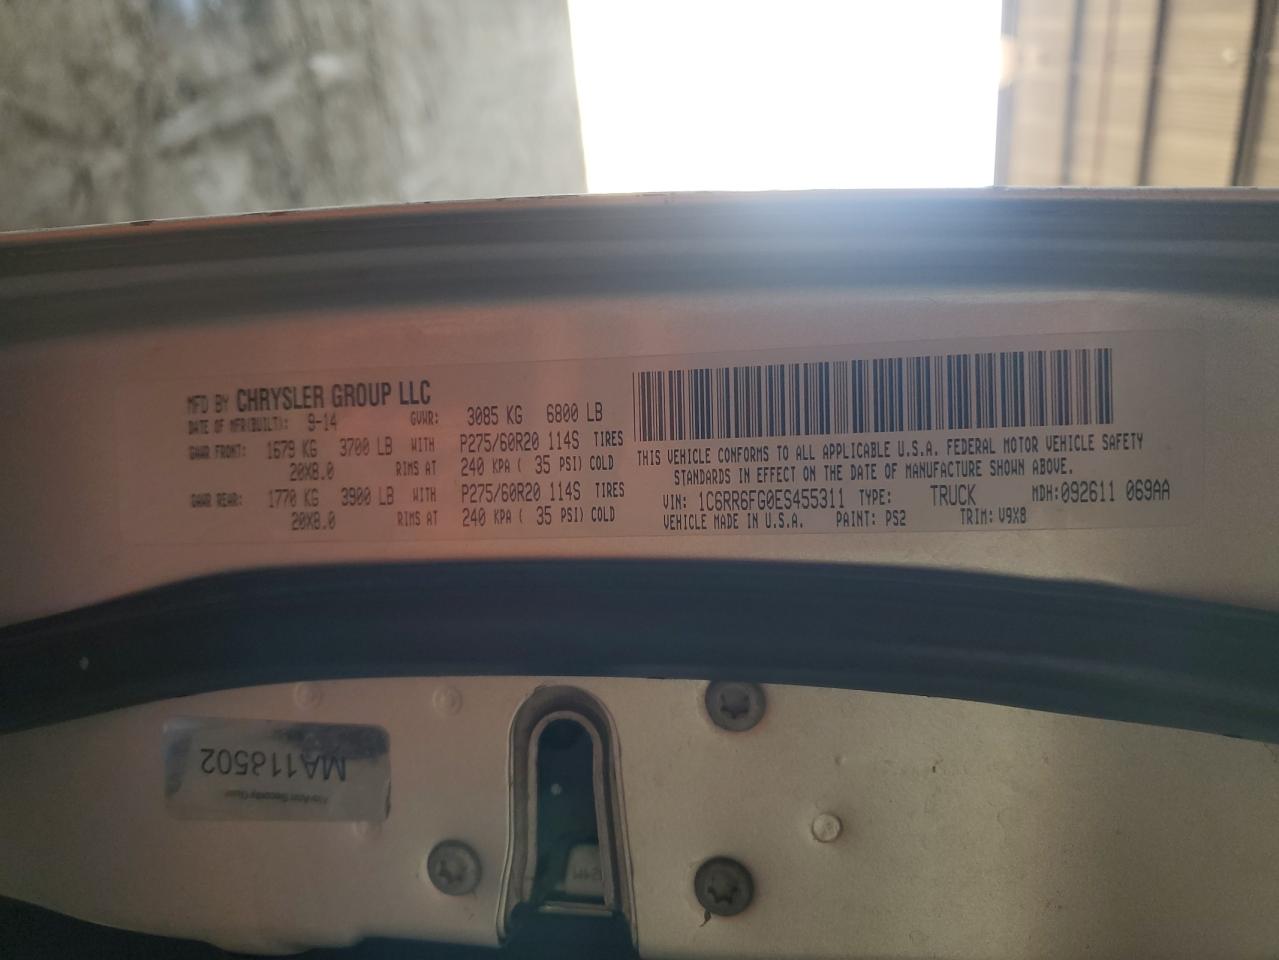 MFD BY CHRYSLER GROUP LLC
DATE OF MFR(BUILT): 9-14 GVWR: 3085 KG 6800 LB
GAWR FRONT: 1679 KG 3700 LB WITH P275/60R20 114S TIRES
20X8.0 RIMS AT 240 KPA ( 35 PSI) COLD
GAWR REAR: 1770 KG 3900 LB WITH P275/60R20 114S TIRES
20X8.0 RIMS AT 240 KPA ( 35 PSI) COLD
THIS VEHICLE CONFORMS TO ALL APPLICABLE U.S.A. FEDERAL MOTOR VEHICLE SAFETY
STANDARDS IN EFFECT ON THE DATE OF MANUFACTURE SHOWN ABOVE.
VIN: 1C6RR6FG0ES455311 TYPE: TRUCK MDH:092611 069AA
VEHICLE MADE IN U.S.A. PAINT: PS2 TRIM: V9X8
MA118502